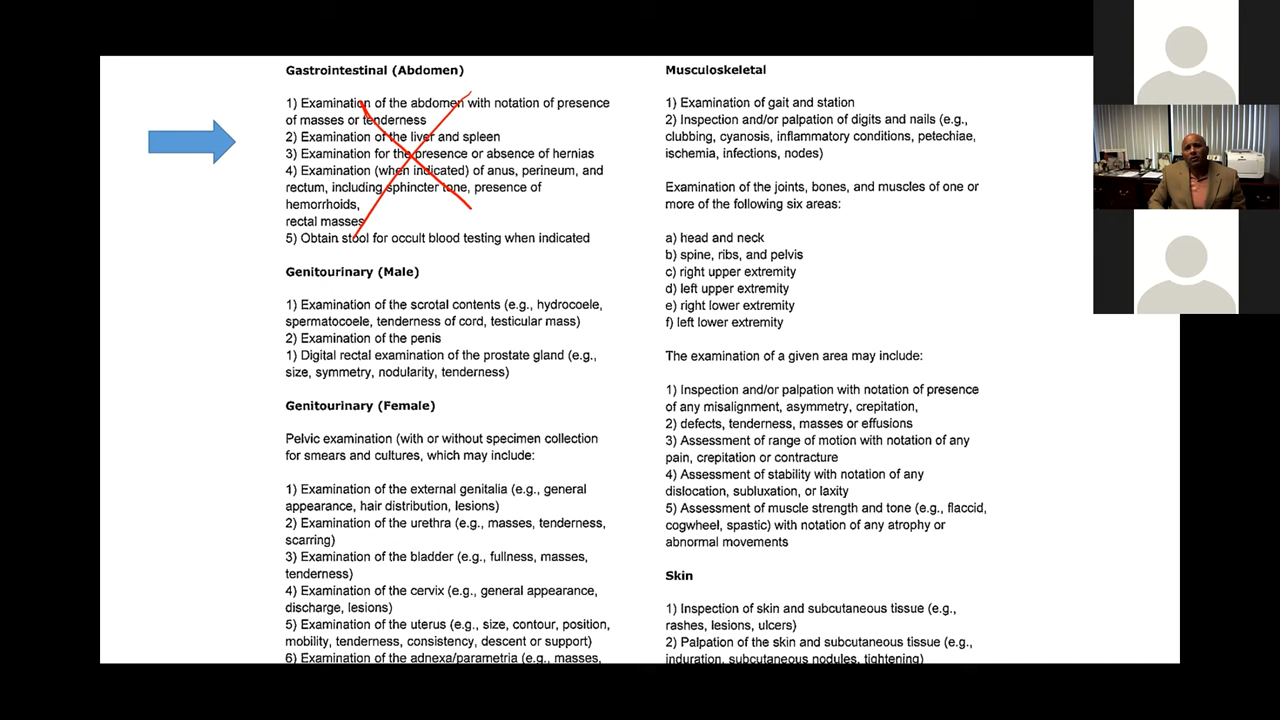 Gastrointestinal (Abdomen)
1) Examination of the abdomen with notation of presence
of masses or tenderness
2) Examination of the liver and spleen
3) Examination for the presence or absence of hernias
4) Examination (when indicated) of anus, perineum, and
rectum, including sphincter tone, presence of
hemorrhoids,
rectal masses
5) Obtain stool for occult blood testing when indicated
Genitourinary (Male)
1) Examination of the scrotal contents (e.g., hydrocoele,
spermatocoele, tenderness of cord, testicular mass)
2) Examination of the penis
1) Digital rectal examination of the prostate gland (e.g.,
size, symmetry, nodularity, tenderness)
Genitourinary (Female)
Pelvic examination (with or without specimen collection
for smears and cultures, which may include:
1) Examination of the external genitalia (e.g., general
appearance, hair distribution, lesions)
2) Examination of the urethra (e.g., masses, tenderness,
scarring)
3) Examination of the bladder (e.g., fullness, masses,
tenderness)
4) Examination of the cervix (e.g., general appearance,
discharge, lesions)
5) Examination of the uterus (e.g., size, contour, position,
mobility, tenderness, consistency, descent or support)
6) Examination of the adnexa/parametria (e.g., masses,
Musculoskeletal
1) Examination of gait and station
2) Inspection and/or palpation of digits and nails (e.g.,
clubbing, cyanosis, inflammatory conditions, petechiae,
ischemia, infections, nodes)
Examination of the joints, bones, and muscles of one or
more of the following six areas:
a) head and neck
b) spine, ribs, and pelvis
c) right upper extremity
d) left upper extremity
e) right lower extremity
f) left lower extremity
The examination of a given area may include:
1) Inspection and/or palpation with notation of presence
of any misalignment, asymmetry, crepitation,
2) defects, tenderness, masses or effusions
3) Assessment of range of motion with notation of any
pain, crepitation or contracture
4) Assessment of stability with notation of any
dislocation, subluxation, or laxity
5) Assessment of muscle strength and tone (e.g., flaccid,
cogwheel, spastic) with notation of any atrophy or
abnormal movements
Skin
1) Inspection of skin and subcutaneous tissue (e.g.,
rashes, lesions, ulcers)
2) Palpation of the skin and subcutaneous tissue (e.g.,
induration, subcutaneous nodules, tightening)